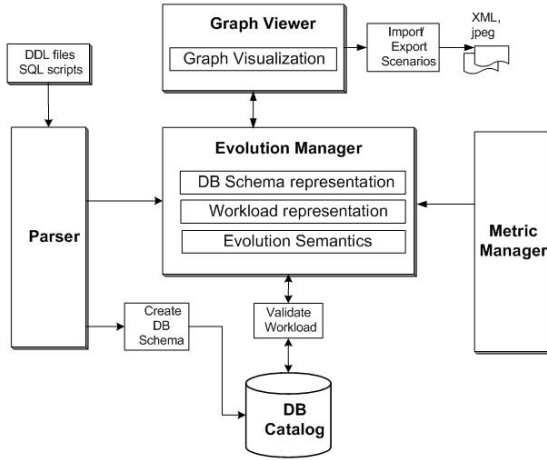 Graph Viewer
Graph Visualization
Import/
Export
Scenarios
XML,
jpeg
DDL files
SQL scripts
Parser
Evolution Manager
DB Schema representation
Workload representation
Evolution Semantics
Metric
Manager
Create
DB
Schema
Validate
Workload
DB
Catalog